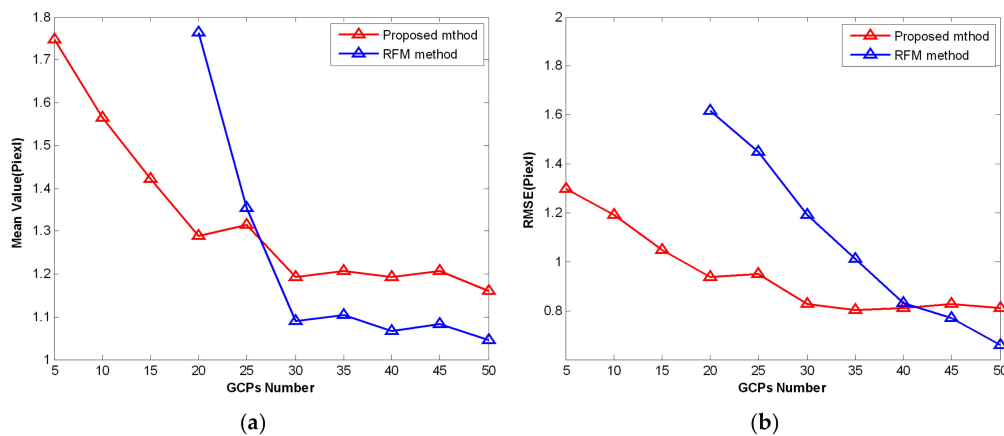 1.8
1.7
1.6
1.5
1.4
1.3
1.2
1.1
1
Mean Value(Piexl)
5 10 15 20 25 30 35 40 45 50
GCPs Number
Proposed mthod
RFM method
(a)
2
1.8
1.6
1.4
1.2
1
0.8
RMSE(Piexl)
5 10 15 20 25 30 35 40 45 50
GCPs Number
Proposed mthod
RFM method
(b)